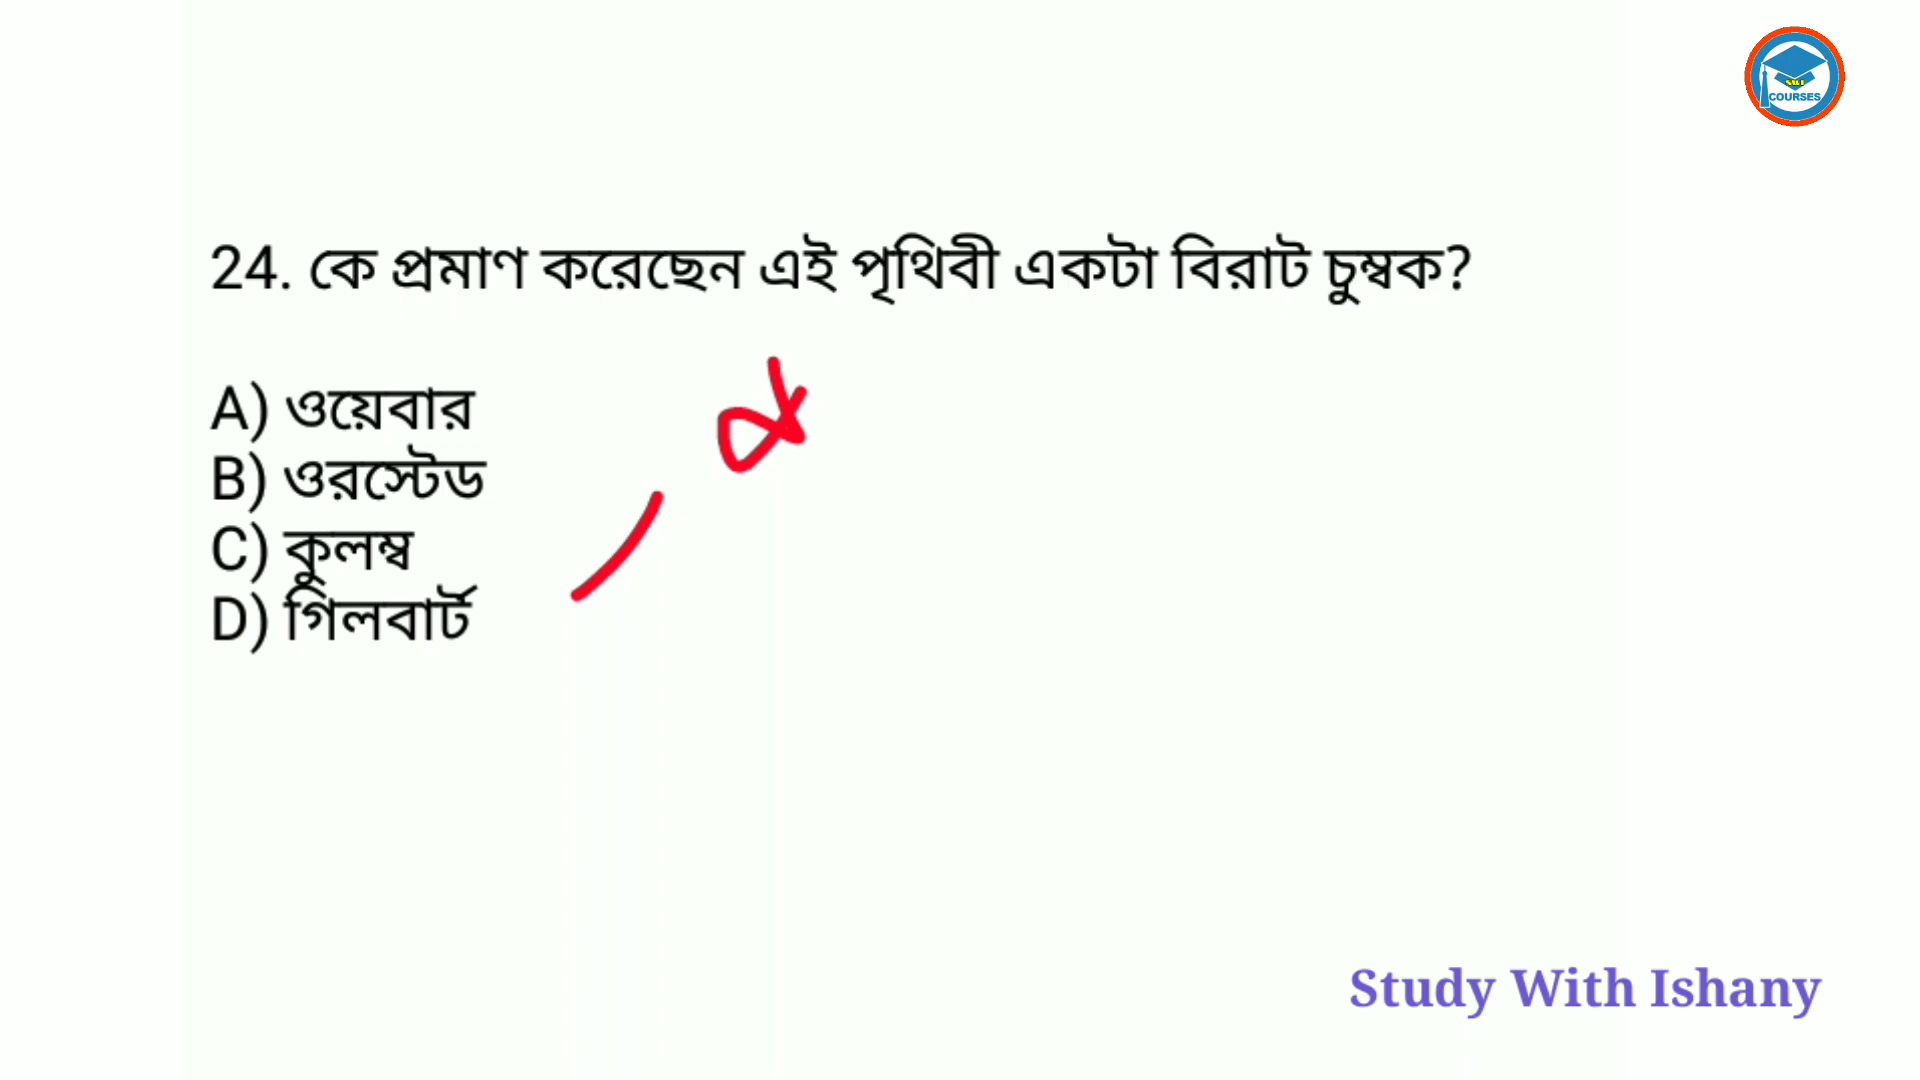 COURSES
24. কে প্রমাণ করেছেন এই পৃথিবী একটা বিরাট চুম্বক?
A) ওয়েবার
B) ওরস্টেড
C) কুলম্ব
D) গিলবার্ট
Study With Ishany